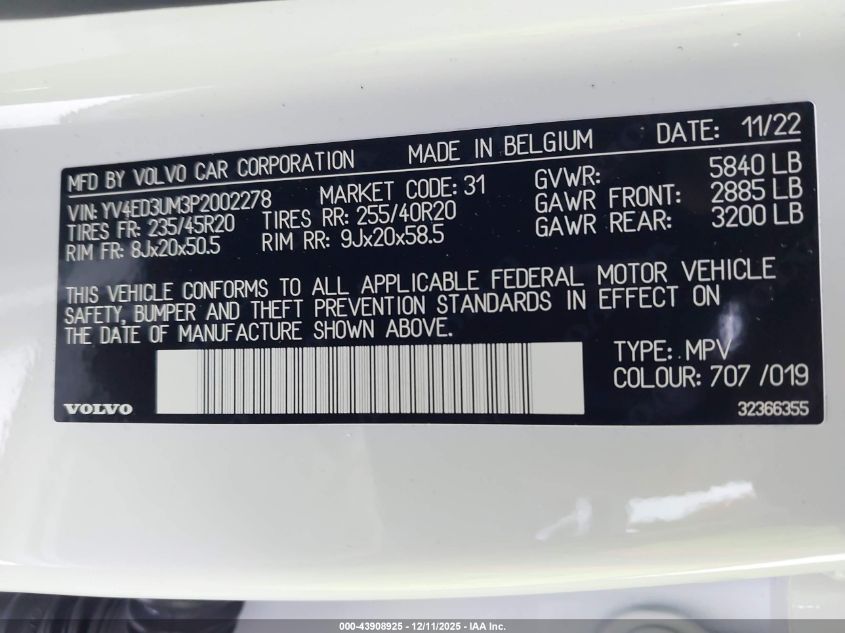 MFD BY VOLVO CAR CORPORATION MADE IN BELGIUM DATE: 11/22
VIN: YV4ED3UM3P2002278 MARKET CODE: 31 GVWR: 5840 LB
TIRES FR: 235/45R20 TIRES RR: 255/40R20 GAWR FRONT: 2885 LB
RIM FR: 8Jx20x50.5 RIM RR: 9Jx20x58.5 GAWR REAR: 3200 LB
THIS VEHICLE CONFORMS TO ALL APPLICABLE FEDERAL MOTOR VEHICLE
SAFETY, BUMPER AND THEFT PREVENTION STANDARDS IN EFFECT ON
THE DATE OF MANUFACTURE SHOWN ABOVE.
TYPE: MPV
COLOUR: 707 /019
VOLVO 32366355
000-43908925 - 12/11/2025 - IAA Inc.